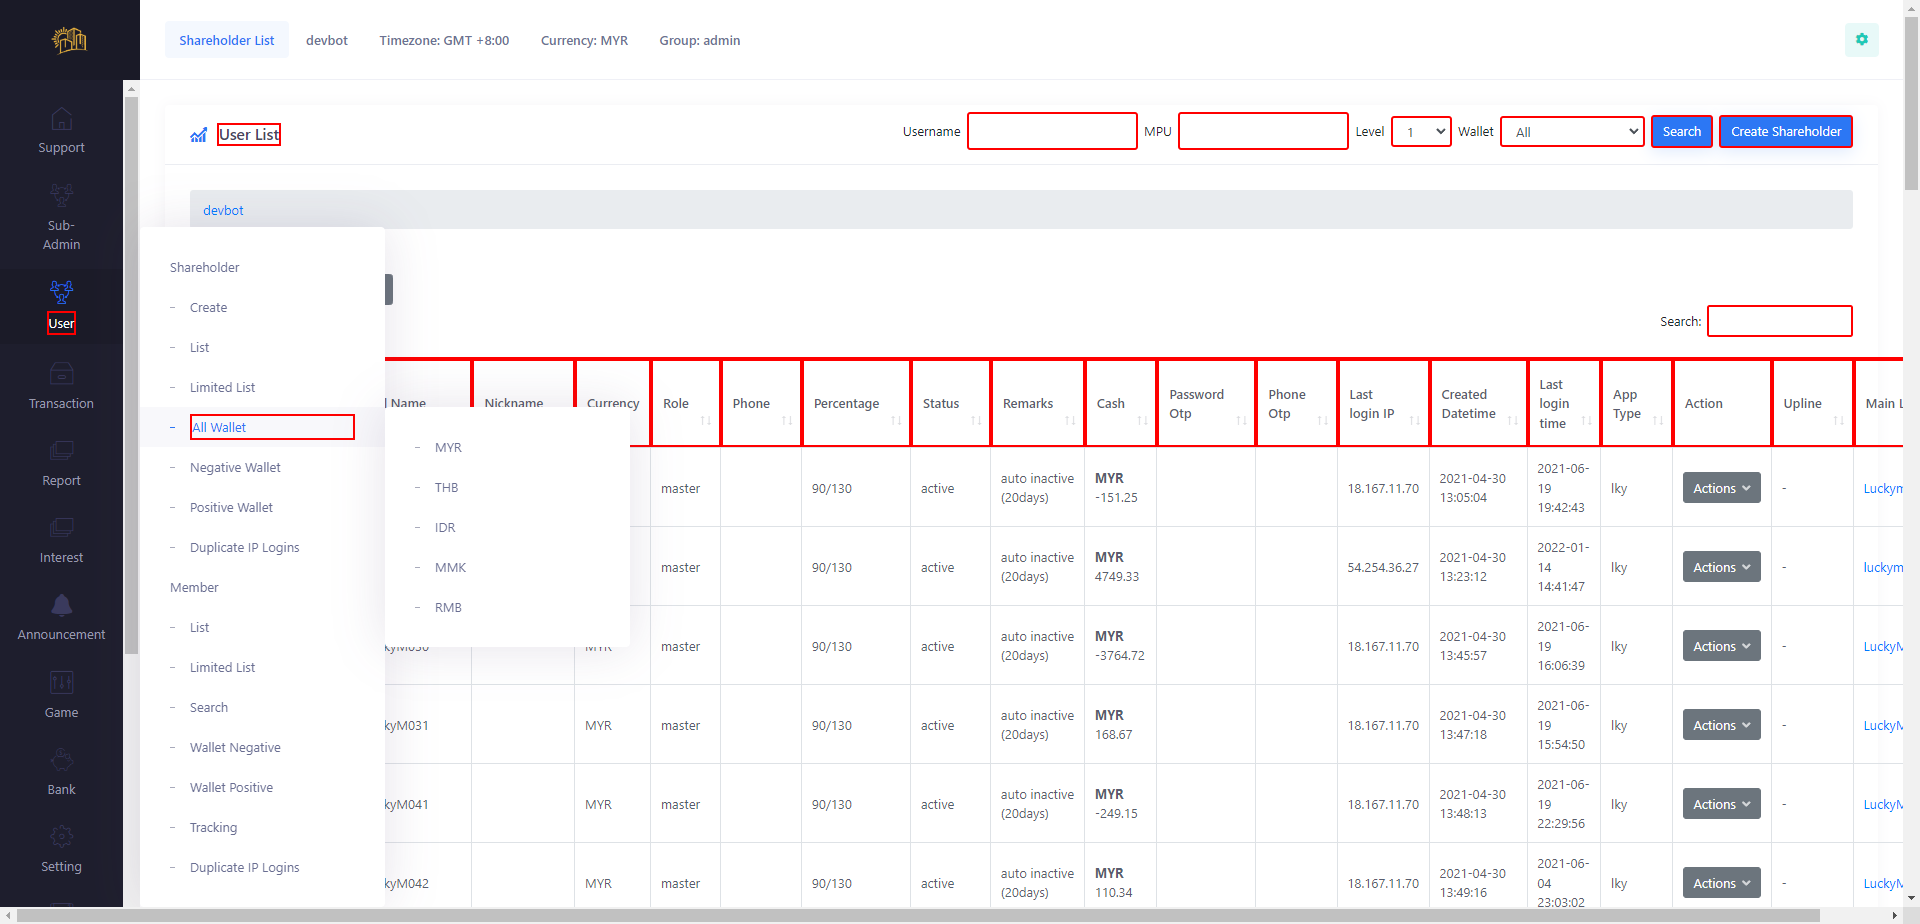 Shareholder List devbot Timezone: GMT +8:00 Currency: MYR Group: admin
Support
Sub-
Admin
User
Transaction
Report
Interest
Announcement
Game
Bank
Setting
User List
Username MPU Level 1 Wallet All Search Create Shareholder
devbot
Shareholder
- Create
- List
- Limited List
- All Wallet
- Negative Wallet
- Positive Wallet
- Duplicate IP Logins
Member
- List
- Limited List
- Search
- Wallet Negative
- Wallet Positive
- Tracking
- Duplicate IP Logins
- MYR
- THB
- IDR
- MMK
- RMB
Search:
Name Nickname Currency Role Phone Percentage Status Remarks Cash Password Otp Phone Otp Last login IP Created Datetime Last login time App Type Action Upline Main L
master 90/130 active auto inactive (20days) MYR -151.25 18.167.11.70 2021-04-30 13:05:04 2021-06-19 19:42:43 lky Actions - Luckym
master 90/130 active auto inactive (20days) MYR 4749.33 54.254.36.27 2021-04-30 13:23:12 2022-01-14 14:41:47 lky Actions - luckym
kyM030 MYR master 90/130 active auto inactive (20days) MYR -3764.72 18.167.11.70 2021-04-30 13:45:57 2021-06-19 16:06:39 lky Actions - LuckyM
kyM031 MYR master 90/130 active auto inactive (20days) MYR 168.67 18.167.11.70 2021-04-30 13:47:18 2021-06-19 15:54:50 lky Actions - LuckyM
kyM041 MYR master 90/130 active auto inactive (20days) MYR -249.15 18.167.11.70 2021-04-30 13:48:13 2021-06-19 22:29:56 lky Actions - LuckyM
kyM042 MYR master 90/130 active auto inactive (20days) MYR 110.34 18.167.11.70 2021-04-30 13:49:16 2021-06-04 23:03:02 lky Actions - LuckyM